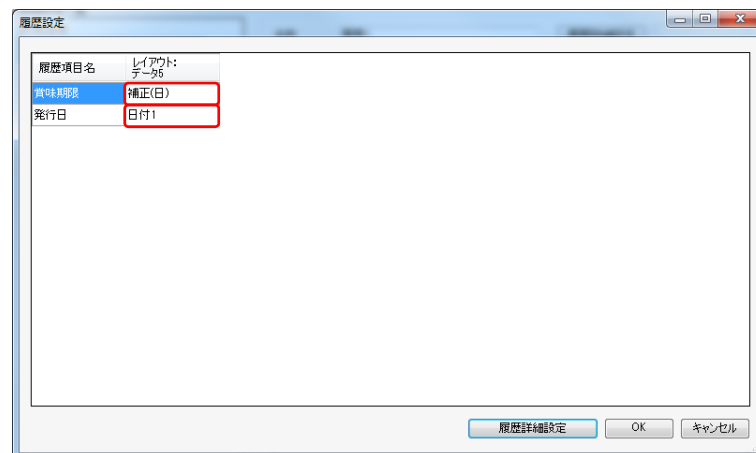 履歴設定
履歴項目名
レイアウト:
データ5
賞味期限
補正(日)
発行日
日付1
履歴詳細設定
OK
キャンセル